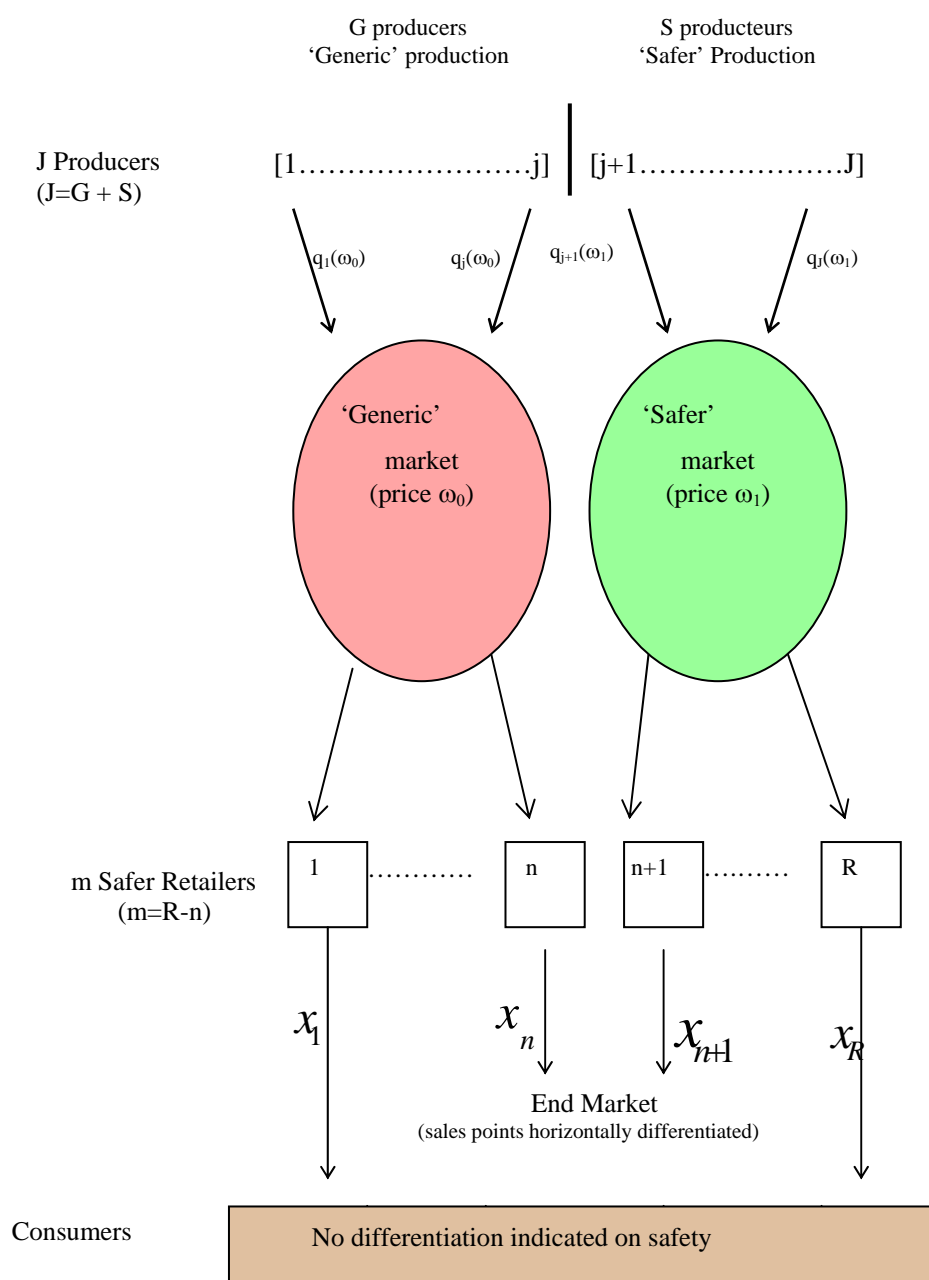 G producers
‘Generic’ production
S producteurs
‘Safer’ Production
J Producers
(J=G + S)
[1……………………j]
[j+1…………………J]
q1(ω0)
qj(ω0)
qj+1(ω1)
qJ(ω1)
‘Generic’
market
(price ω0)
‘Safer’
market
(price ω1)
m Safer Retailers
(m=R-n)
1
…………
n
n+1
………
R
x1
xn
xn+1
xR
End Market
(sales points horizontally differentiated)
Consumers
No differentiation indicated on safety